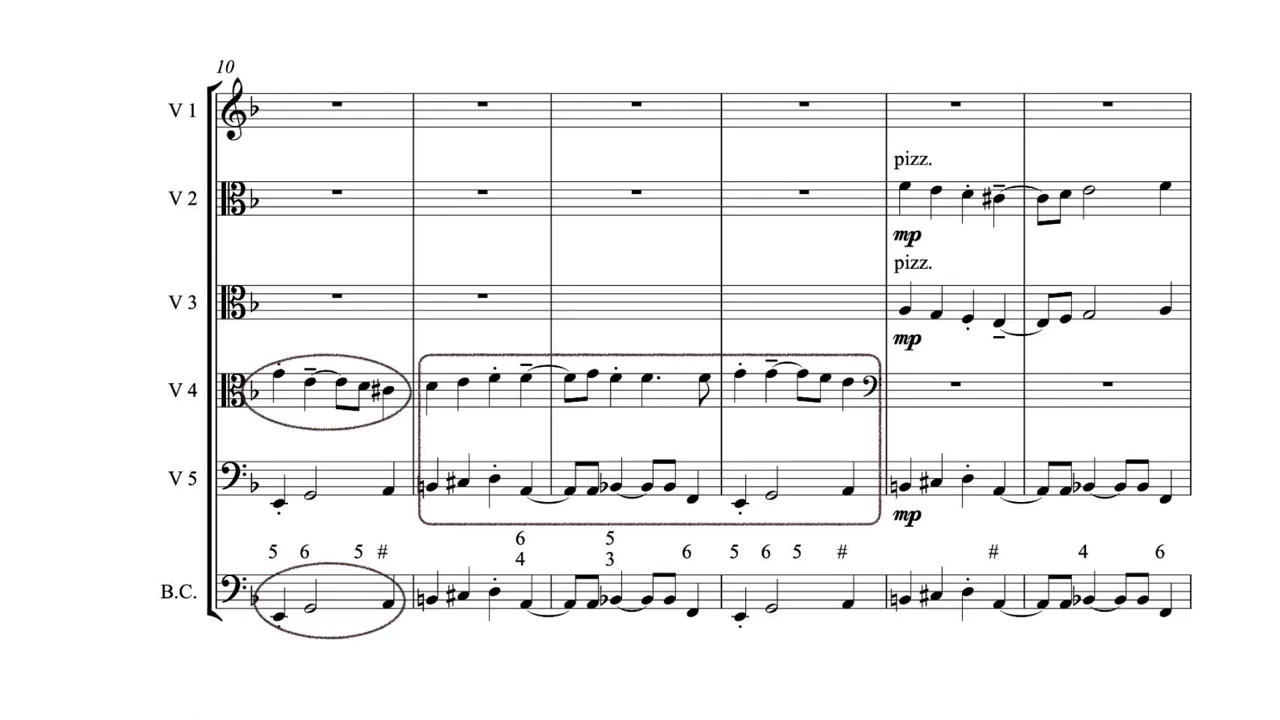 10
V 1
pizz.
V 2
mp
pizz.
V 3
mp
V 4
V 5
mp
6 5
5 6 5 # 4 3 6 5 6 5 # # 4 6
B.C.